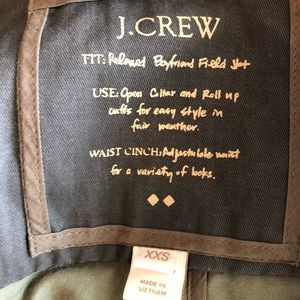 J.CREW
FIT: Relaxed Boyfriend Field Jkt
USE: Open Collar and Roll up
cuffs for easy style in
fair weather.
WAIST CINCH: Adjustable waist
for a variety of looks.
XXS
MADE IN
VIETNAM